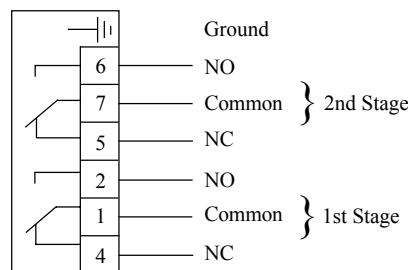 Ground
6 NO
7 Common } 2nd Stage
5 NC
2 NO
1 Common } 1st Stage
4 NC